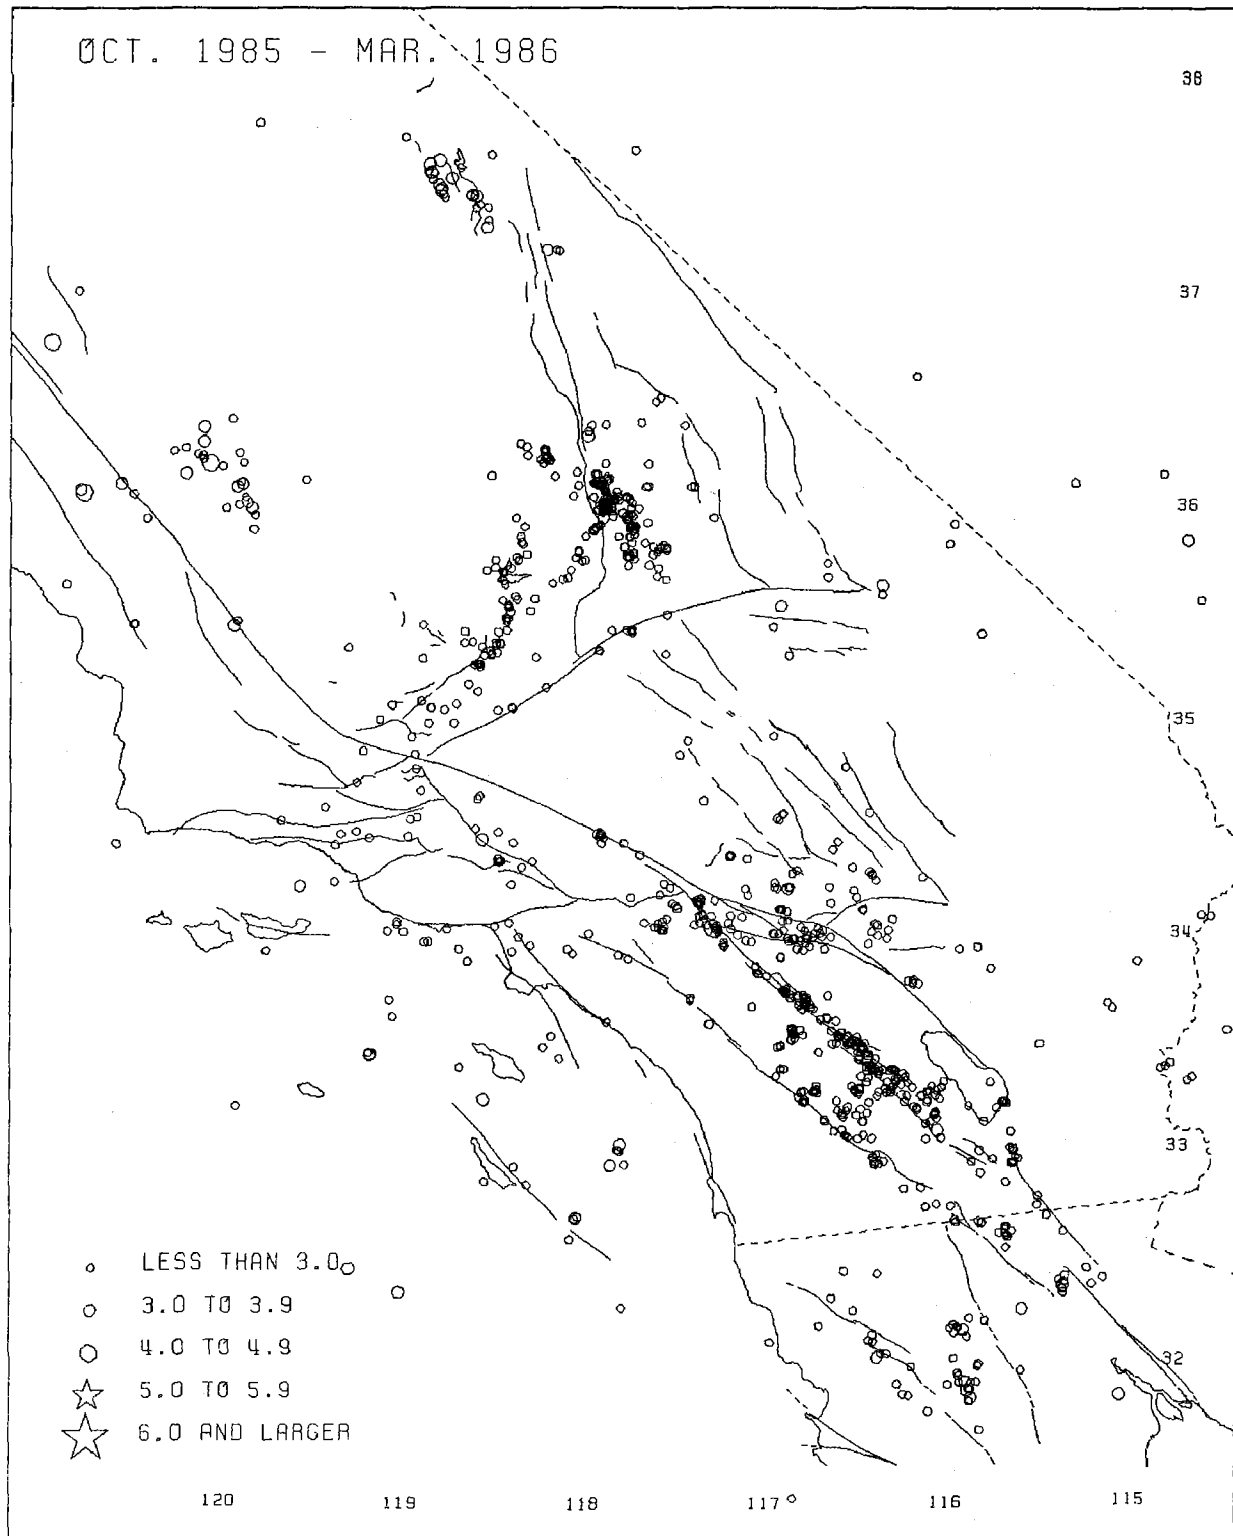 OCT. 1985 - MAR. 1986
38
37
36
35
34
33
LESS THAN 3.0
3.0 TO 3.9
4.0 TO 4.9
32
5.0 TO 5.9
6.0 AND LARGER
120 119 118 117° 116 115